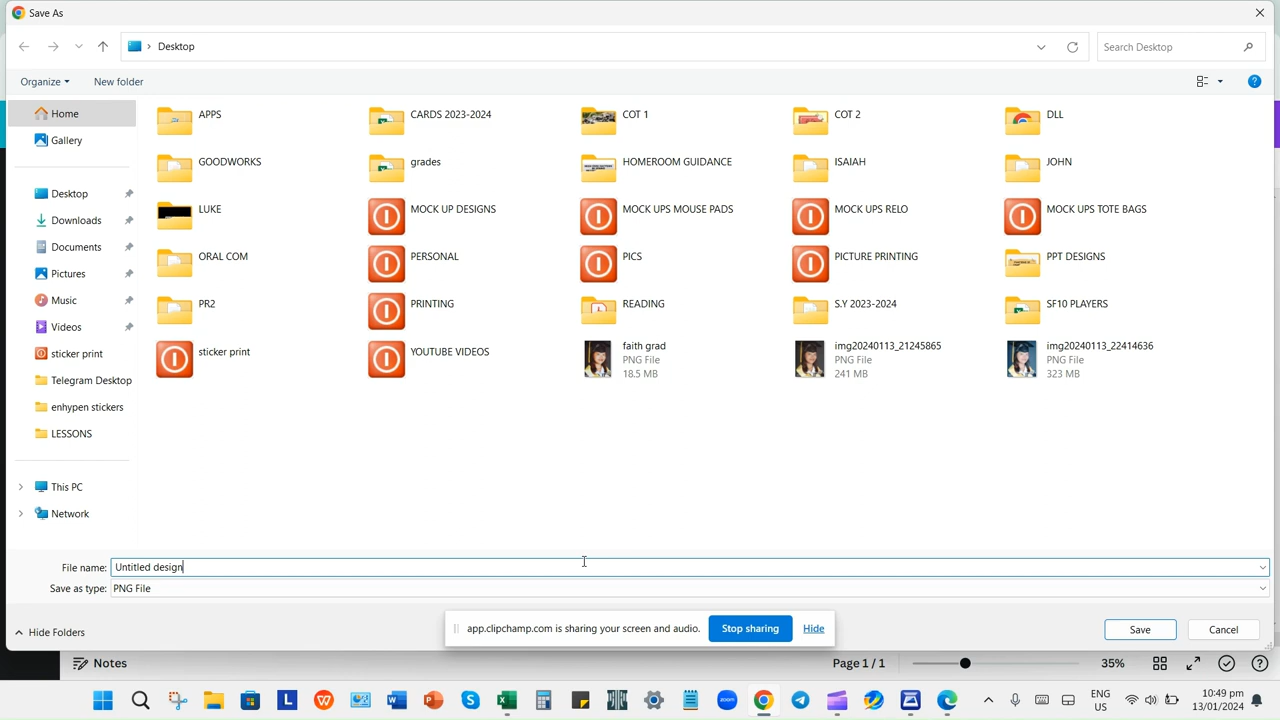 Save As
Desktop
Search Desktop
Organize
New folder
Home
Gallery
Desktop
Downloads
Documents
Pictures
Music
Videos
sticker print
Telegram Desktop
enhypen stickers
LESSONS
This PC
Network
APPS
CARDS 2023-2024
COT 1
COT 2
DLL
GOODWORKS
grades
HOMEROOM GUIDANCE
ISAIAH
JOHN
LUKE
MOCK UP DESIGNS
MOCK UPS MOUSE PADS
MOCK UPS RELO
MOCK UPS TOTE BAGS
ORAL COM
PERSONAL
PICS
PICTURE PRINTING
PPT DESIGNS
PR2
PRINTING
READING
S.Y 2023-2024
SF10 PLAYERS
sticker print
YOUTUBE VIDEOS
faith grad
PNG File
18.5 MB
img20240113_21245865
PNG File
241 MB
img20240113_22414636
PNG File
323 MB
File name: Untitled design
Save as type: PNG File
Hide Folders
app.clipchamp.com is sharing your screen and audio.
Stop sharing
Hide
Save
Cancel
Notes
Page 1 / 1
35%
ENG
US
10:49 pm
13/01/2024